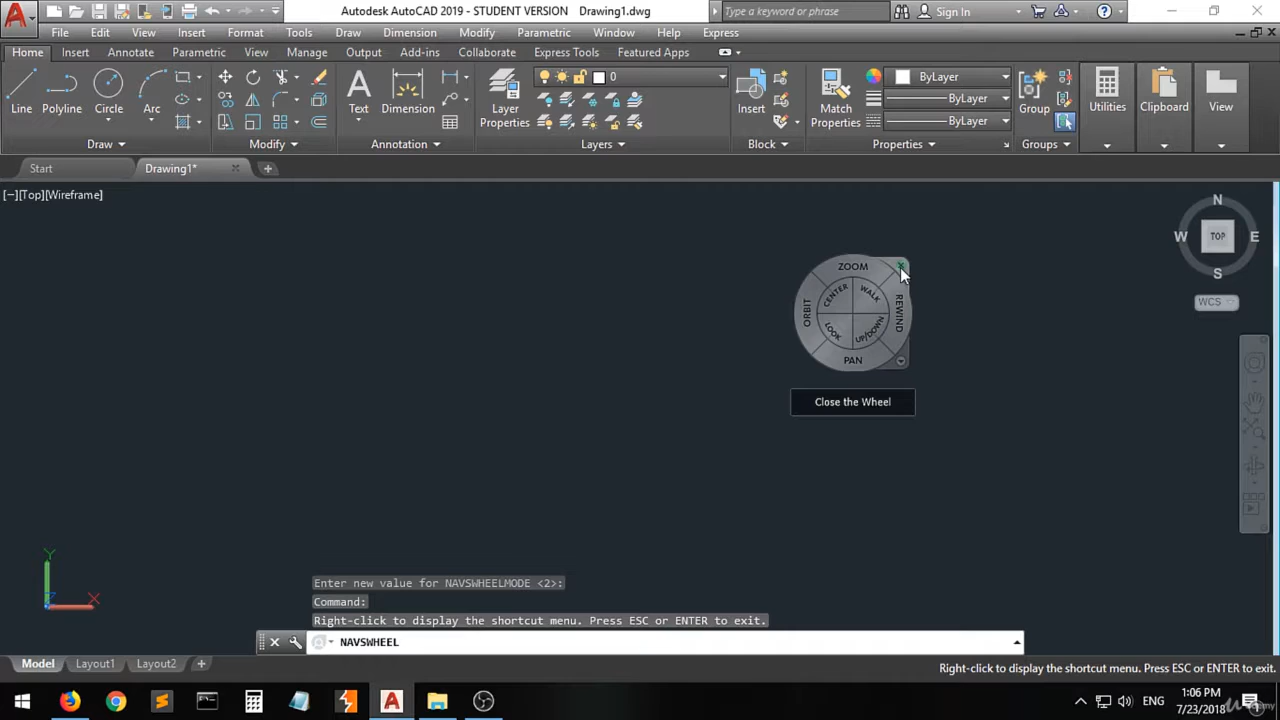 Autodesk AutoCAD 2019 - STUDENT VERSION Drawing1.dwg
Type a keyword or phrase
Sign In
File Edit View Insert Format Tools Draw Dimension Modify Parametric Window Help Express
Home Insert Annotate Parametric View Manage Output Add-ins Collaborate Express Tools Featured Apps
0
ByLayer
ByLayer
ByLayer
Line Polyline Circle Arc
Text Dimension
Layer
Properties
Insert
Match
Properties
Group
Utilities
Clipboard
View
Draw Modify Annotation Layers Block Properties Groups
Start Drawing1*
[−][Top][Wireframe]
N
W TOP E
S
WCS
ZOOM
CENTER WALK
ORBIT REWIND
LOOK UP/DOWN
PAN
Close the Wheel
Y
X
Enter new value for NAVSWHEELMODE <2>:
Command:
Right-click to display the shortcut menu. Press ESC or ENTER to exit.
NAVSWHEEL
Model Layout1 Layout2
Right-click to display the shortcut menu. Press ESC or ENTER to exit.
ENG
1:06 PM
7/23/2018